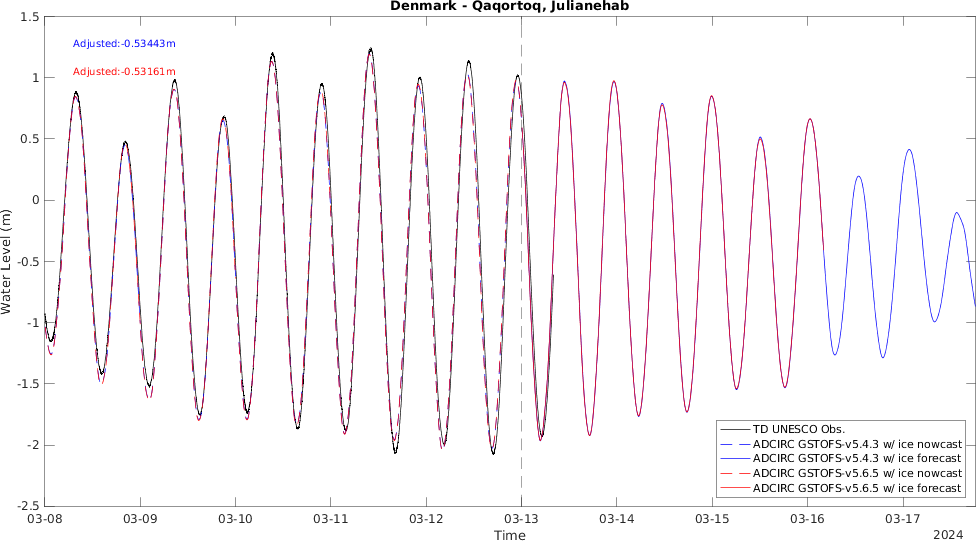 Denmark - Qaqortoq, Julianehab
Adjusted:-0.53443m
Adjusted:-0.53161m
Water Level (m)
1.5
1
0.5
0
-0.5
-1
-1.5
-2
-2.5
TD UNESCO Obs.
ADCIRC GSTOFS-v5.4.3 w/ ice nowcast
ADCIRC GSTOFS-v5.4.3 w/ ice forecast
ADCIRC GSTOFS-v5.6.5 w/ ice nowcast
ADCIRC GSTOFS-v5.6.5 w/ ice forecast
03-08 03-09 03-10 03-11 03-12 03-13 03-14 03-15 03-16 03-17
Time
2024